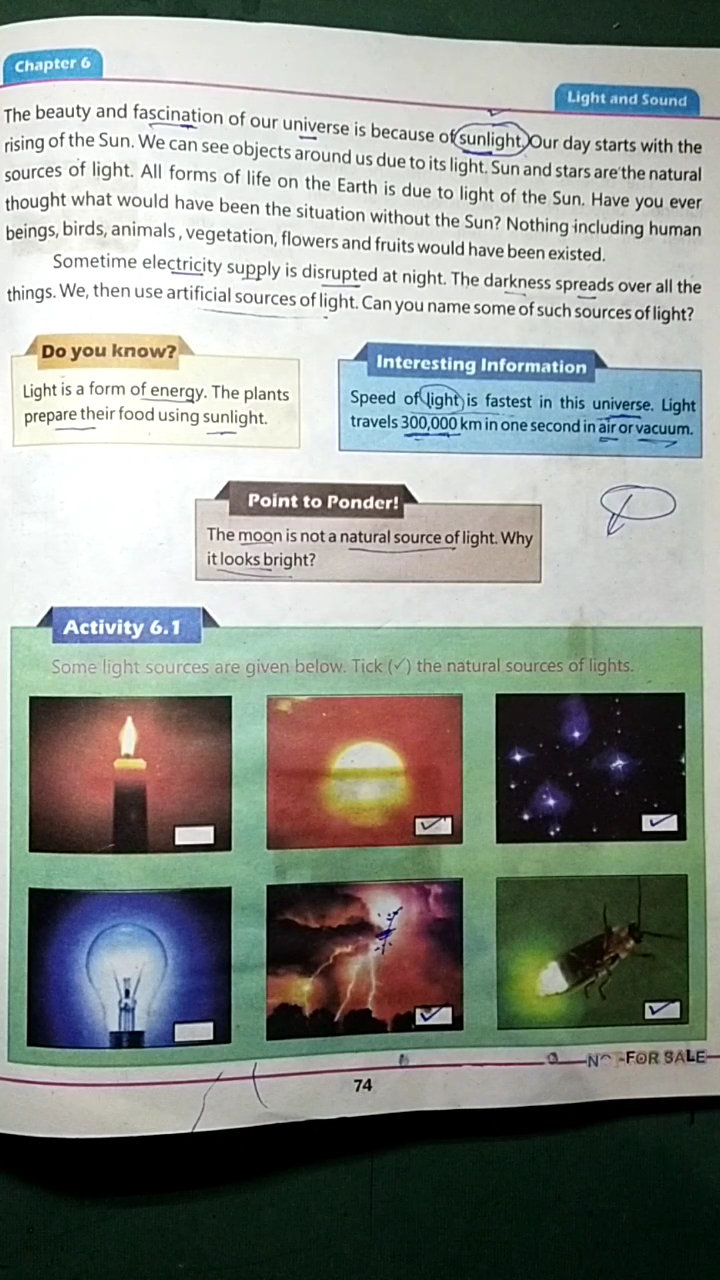 Chapter 6
Light and Sound
The beauty and fascination of our universe is because of sunlight. Our day starts with the
rising of the Sun. We can see objects around us due to its light. Sun and stars are the natural
sources of light. All forms of life on the Earth is due to light of the Sun. Have you ever
thought what would have been the situation without the Sun? Nothing including human
beings, birds, animals, vegetation, flowers and fruits would have been existed.
Sometime electricity supply is disrupted at night. The darkness spreads over all the
things. We, then use artificial sources of light. Can you name some of such sources of light?
Do you know?
Light is a form of energy. The plants
prepare their food using sunlight.
Interesting Information
Speed of light is fastest in this universe. Light
travels 300,000 km in one second in air or vacuum.
Point to Ponder!
The moon is not a natural source of light. Why
it looks bright?
Activity 6.1
Some light sources are given below. Tick (✓) the natural sources of lights.
-FOR SALE
74